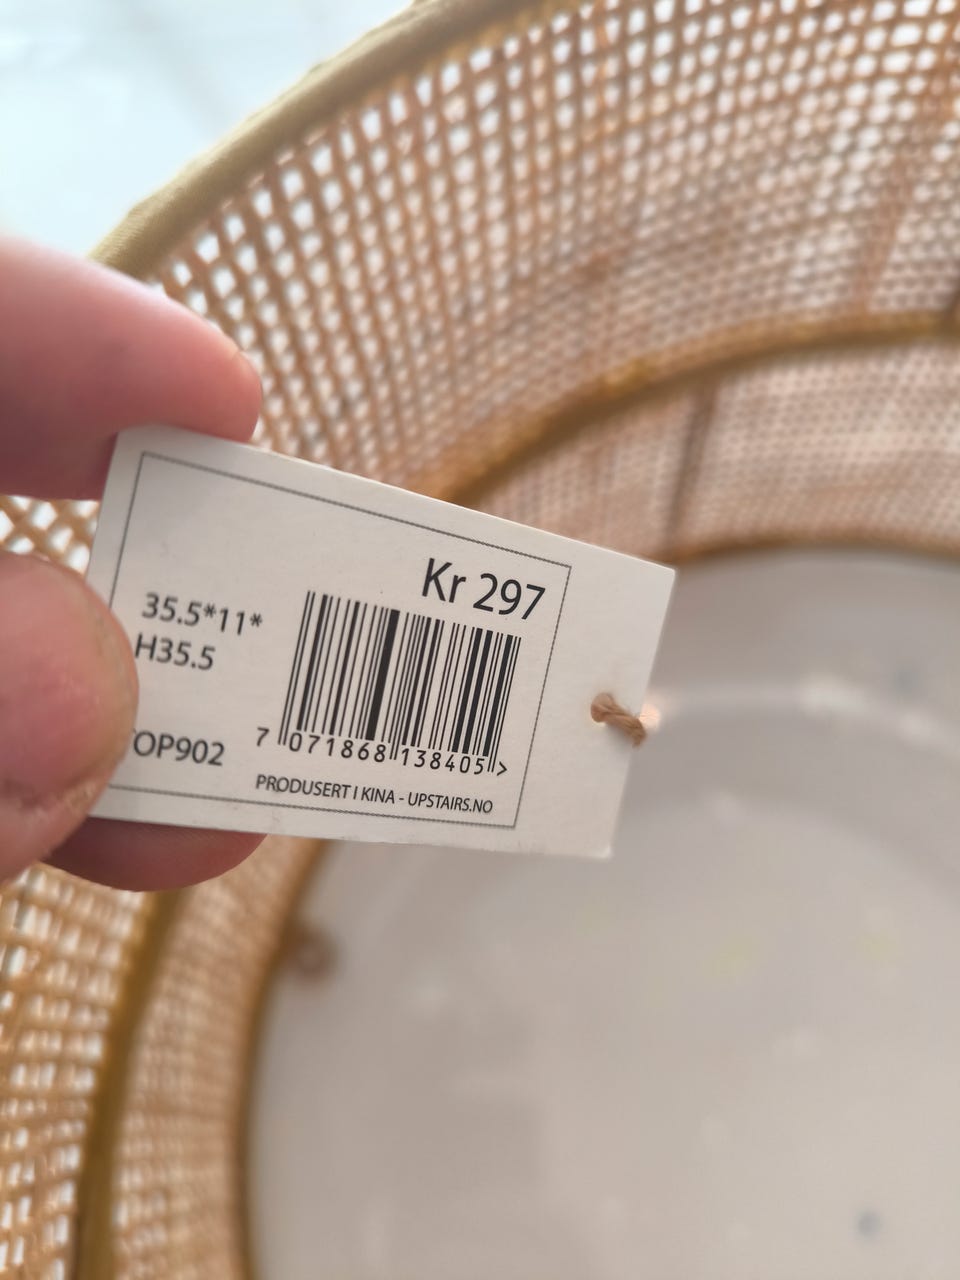 Kr 297
35.5*11*
H35.5
OP902
7 071868 138405 >
PRODUSERT I KINA - UPSTAIRS.NO